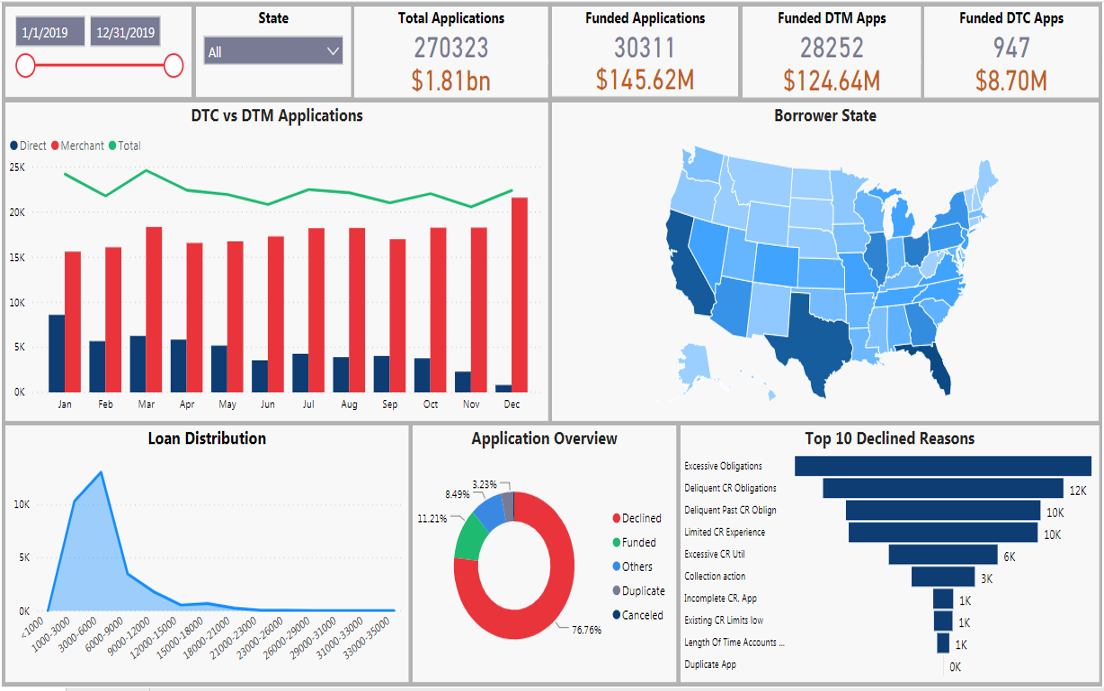 1/1/2019 12/31/2019
State
All
Total Applications
270323
$1.81bn
Funded Applications
30311
$145.62M
Funded DTM Apps
28252
$124.64M
Funded DTC Apps
947
$8.70M
DTC vs DTM Applications
Direct Merchant Total
25K
20K
15K
10K
5K
0K
Jan Feb Mar Apr May Jun Jul Aug Sep Oct Nov Dec
Borrower State
Loan Distribution
10K
5K
0K
<1000 1000-3000 3000-6000 6000-9000 9000-12000 12000-15000 15000-18000 18000-21000 21000-23000 23000-26000 26000-29000 29000-31000 31000-33000 33000-35000
Application Overview
3.23%
8.49%
11.21%
76.76%
Declined
Funded
Others
Duplicate
Canceled
Top 10 Declined Reasons
Excessive Obligations
Deliquent CR Obligations 12K
Deliquent Past CR Oblign 10K
Limited CR Experience 10K
Excessive CR Util 6K
Collection action 3K
Incomplete CR. App 1K
Existing CR Limits low 1K
Length Of Time Accounts ... 1K
Duplicate App 0K